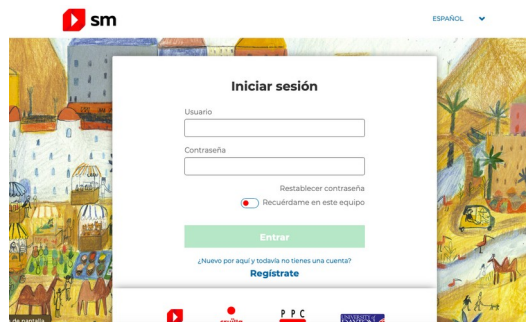 sm
ESPAÑOL
Iniciar sesión
Usuario
Contraseña
Restablecer contraseña
Recuérdame en este equipo
Entrar
¿Nuevo por aquí y todavía no tienes una cuenta?
Regístrate
PPC
de pantalla